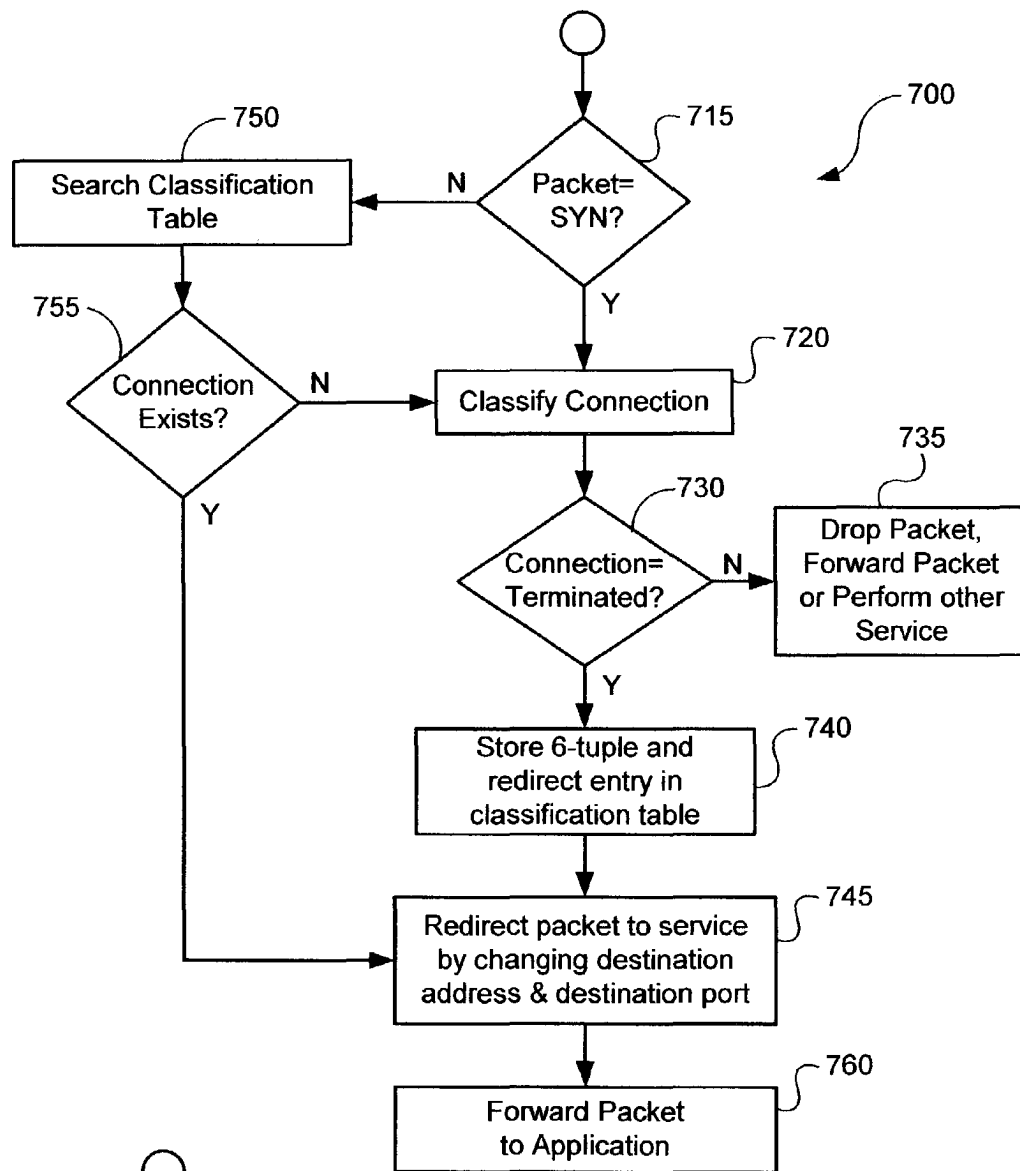 700
715
Packet=
SYN?
N
Y
750
Search Classification
Table
755
Connection
Exists?
N
Y
720
Classify Connection
730
Connection=
Terminated?
N
Y
735
Drop Packet,
Forward Packet
or Perform other
Service
740
Store 6-tuple and
redirect entry in
classification table
745
Redirect packet to service
by changing destination
address & destination port
760
Forward Packet
to Application